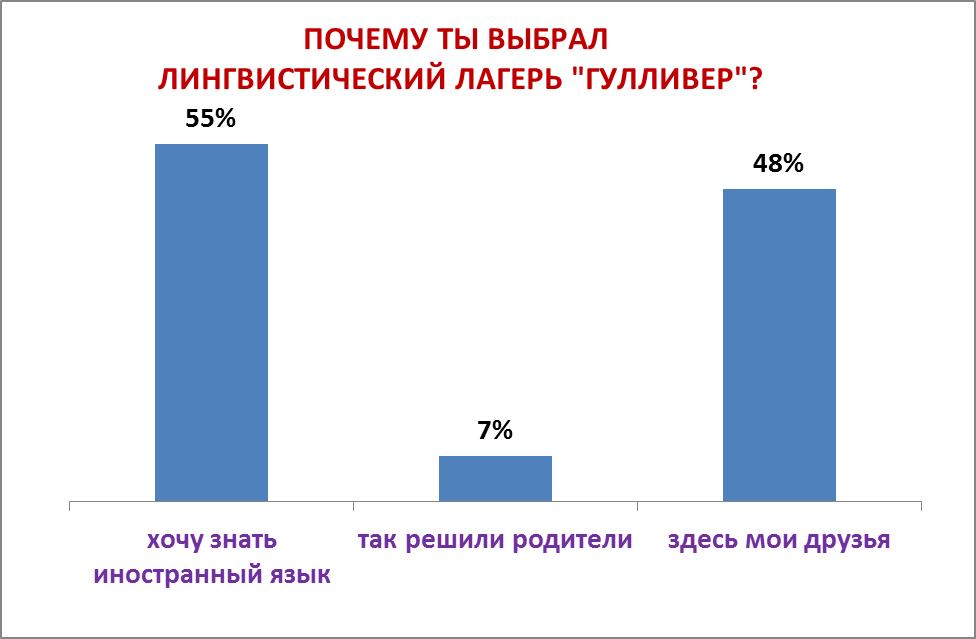 ПОЧЕМУ ТЫ ВЫБРАЛ
ЛИНГВИСТИЧЕСКИЙ ЛАГЕРЬ "ГУЛЛИВЕР"?
55%
7%
48%
хочу знать
иностранный язык
так решили родители
здесь мои друзья